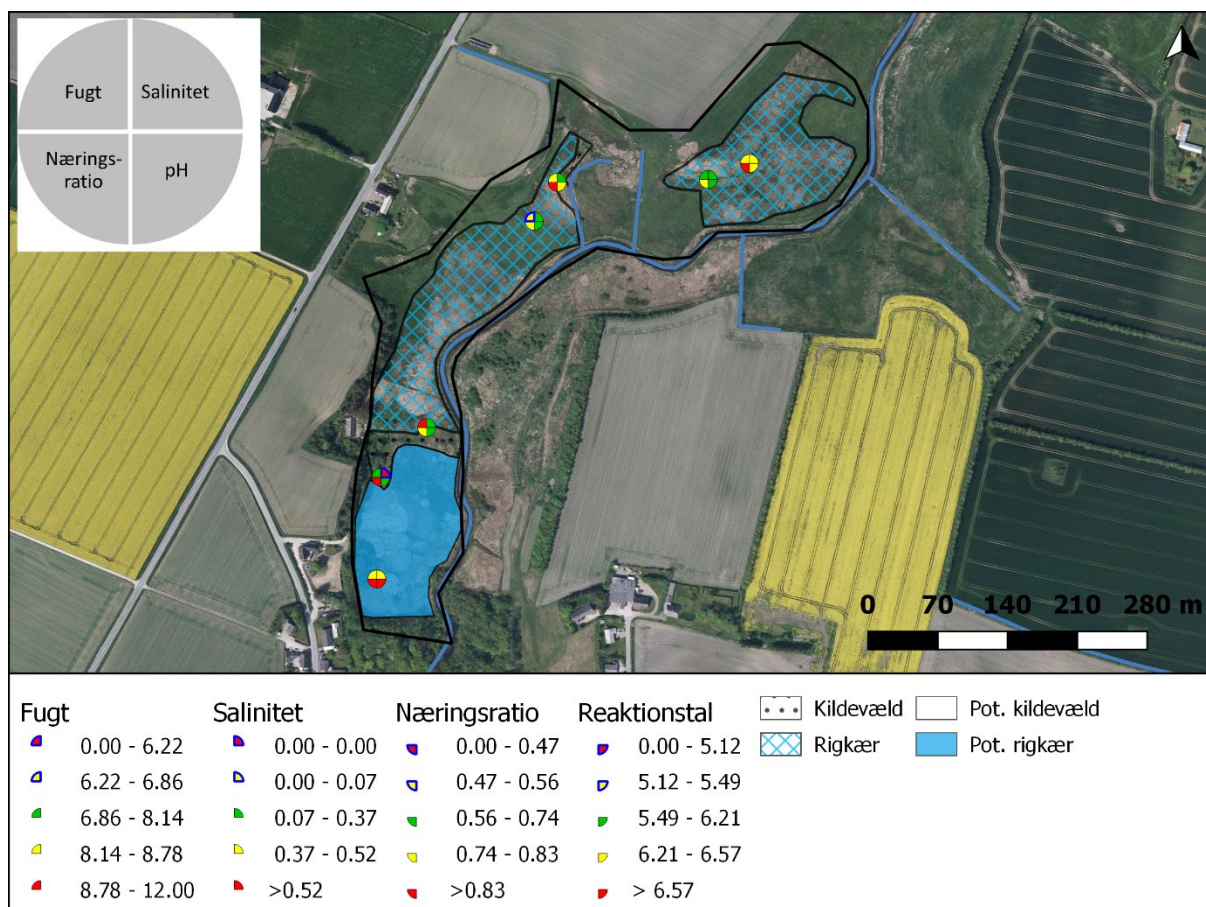 Fugt
Salinitet
Nærings-
ratio
pH
0 70 140 210 280 m
Fugt Salinitet Næringsratio Reaktionstal
0.00 - 6.22 0.00 - 0.00 0.00 - 0.47 0.00 - 5.12
6.22 - 6.86 0.00 - 0.07 0.47 - 0.56 5.12 - 5.49
6.86 - 8.14 0.07 - 0.37 0.56 - 0.74 5.49 - 6.21
8.14 - 8.78 0.37 - 0.52 0.74 - 0.83 6.21 - 6.57
8.78 - 12.00 >0.52 >0.83 > 6.57
Kildevæld Pot. kildevæld
Rigkær Pot. rigkær